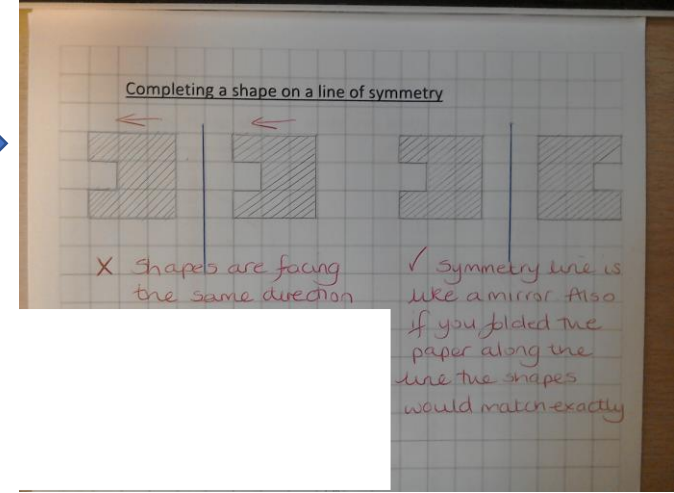 Completing a shape on a line of symmetry
X Shapes are facing
the same direction
✓ Symmetry line is
like a mirror Also
if you folded the
paper along the
line the shapes
would match exactly